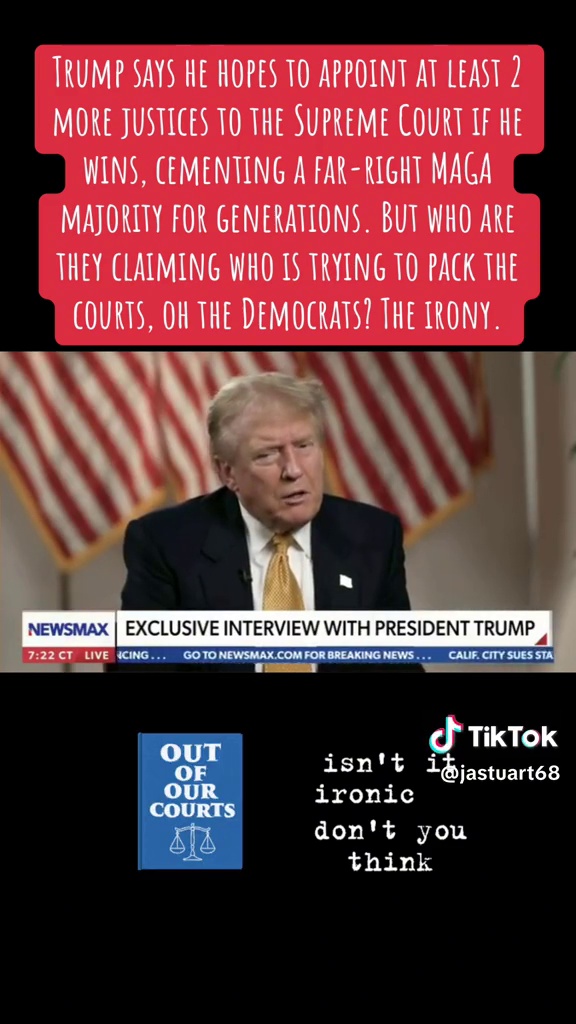 Trump says he hopes to appoint at least 2
more justices to the Supreme Court if he
wins, cementing a far-right MAGA
majority for generations. But who are
they claiming who is trying to pack the
courts, oh the Democrats? The irony.
NEWSMAX
EXCLUSIVE INTERVIEW WITH PRESIDENT TRUMP
7:22 CT LIVE NCING... GO TO NEWSMAX.COM FOR BREAKING NEWS... CALIF. CITY SUES STA
OUT
OF
OUR
COURTS
TikTok
@jastuart68
isn't it
ironic
don't you
think